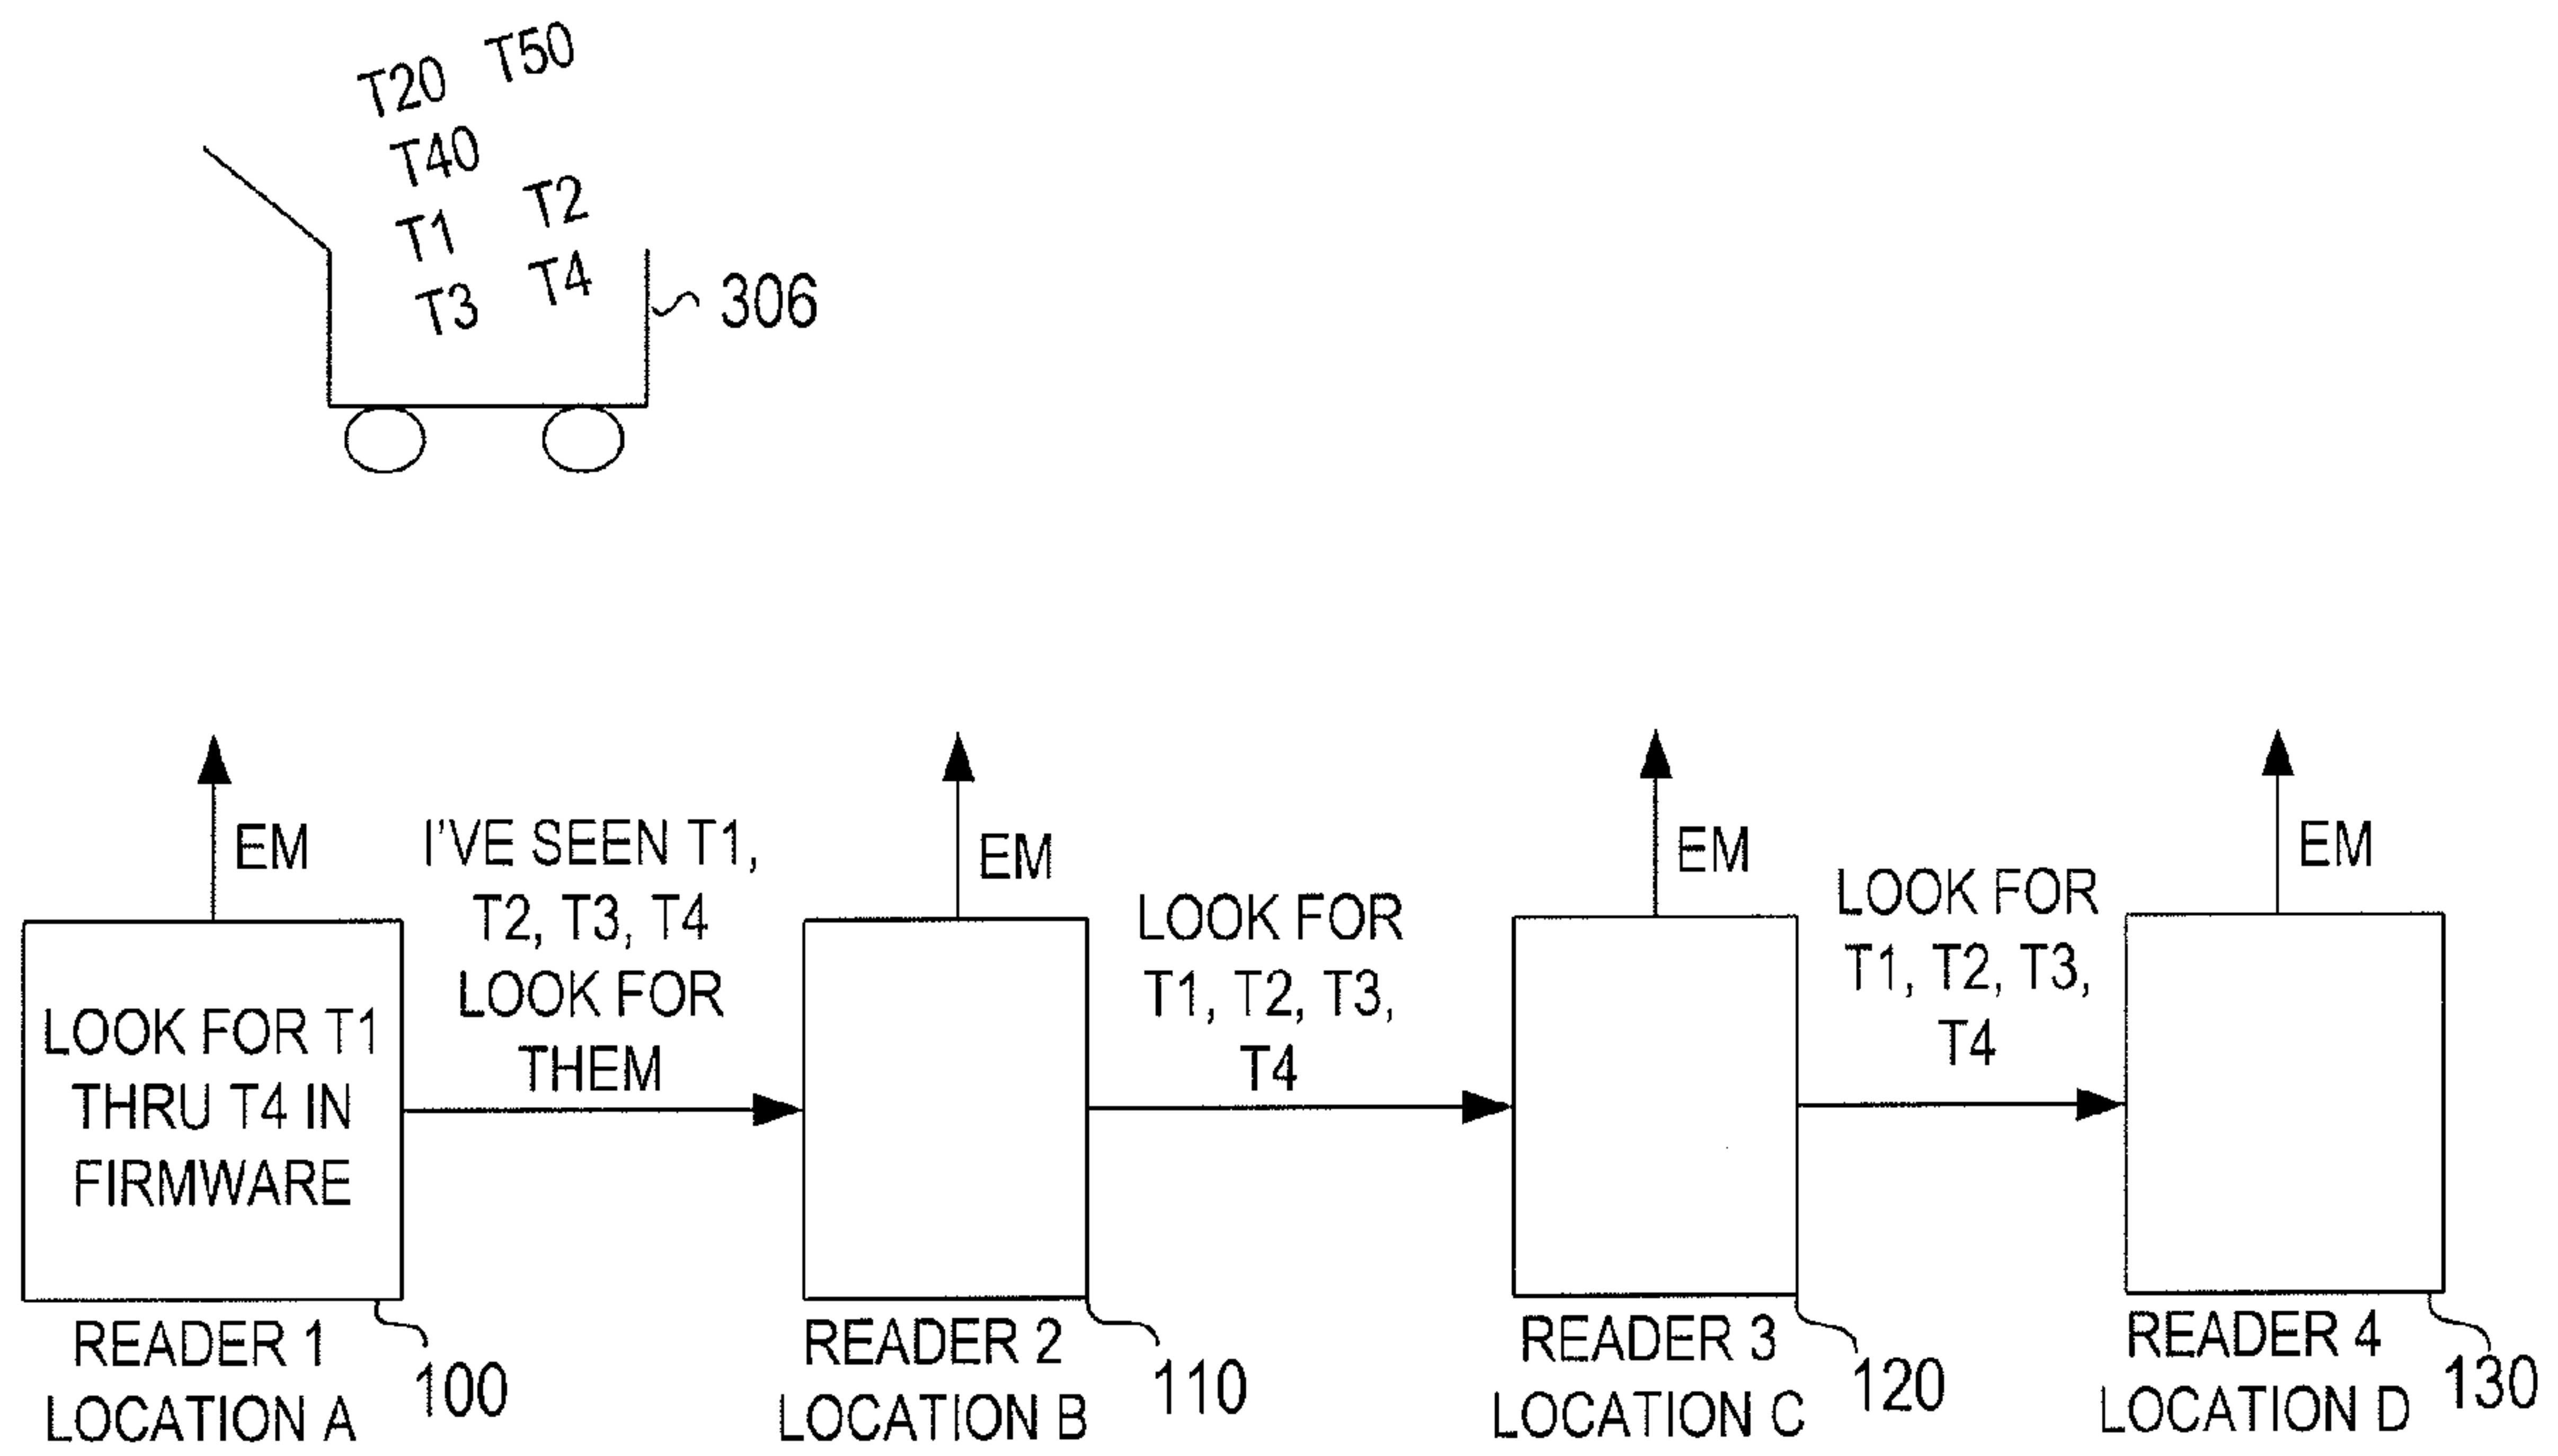 T20 T50
T40
T1 T2
T3 T4
306
EM
I'VE SEEN T1,
T2, T3, T4
LOOK FOR
THEM
EM
LOOK FOR
T1, T2, T3,
T4
EM
LOOK FOR
T1, T2, T3,
T4
EM
LOOK FOR T1
THRU T4 IN
FIRMWARE
READER 1
LOCATION A
100
READER 2
LOCATION B
110
READER 3
LOCATION C
120
READER 4
LOCATION D
130